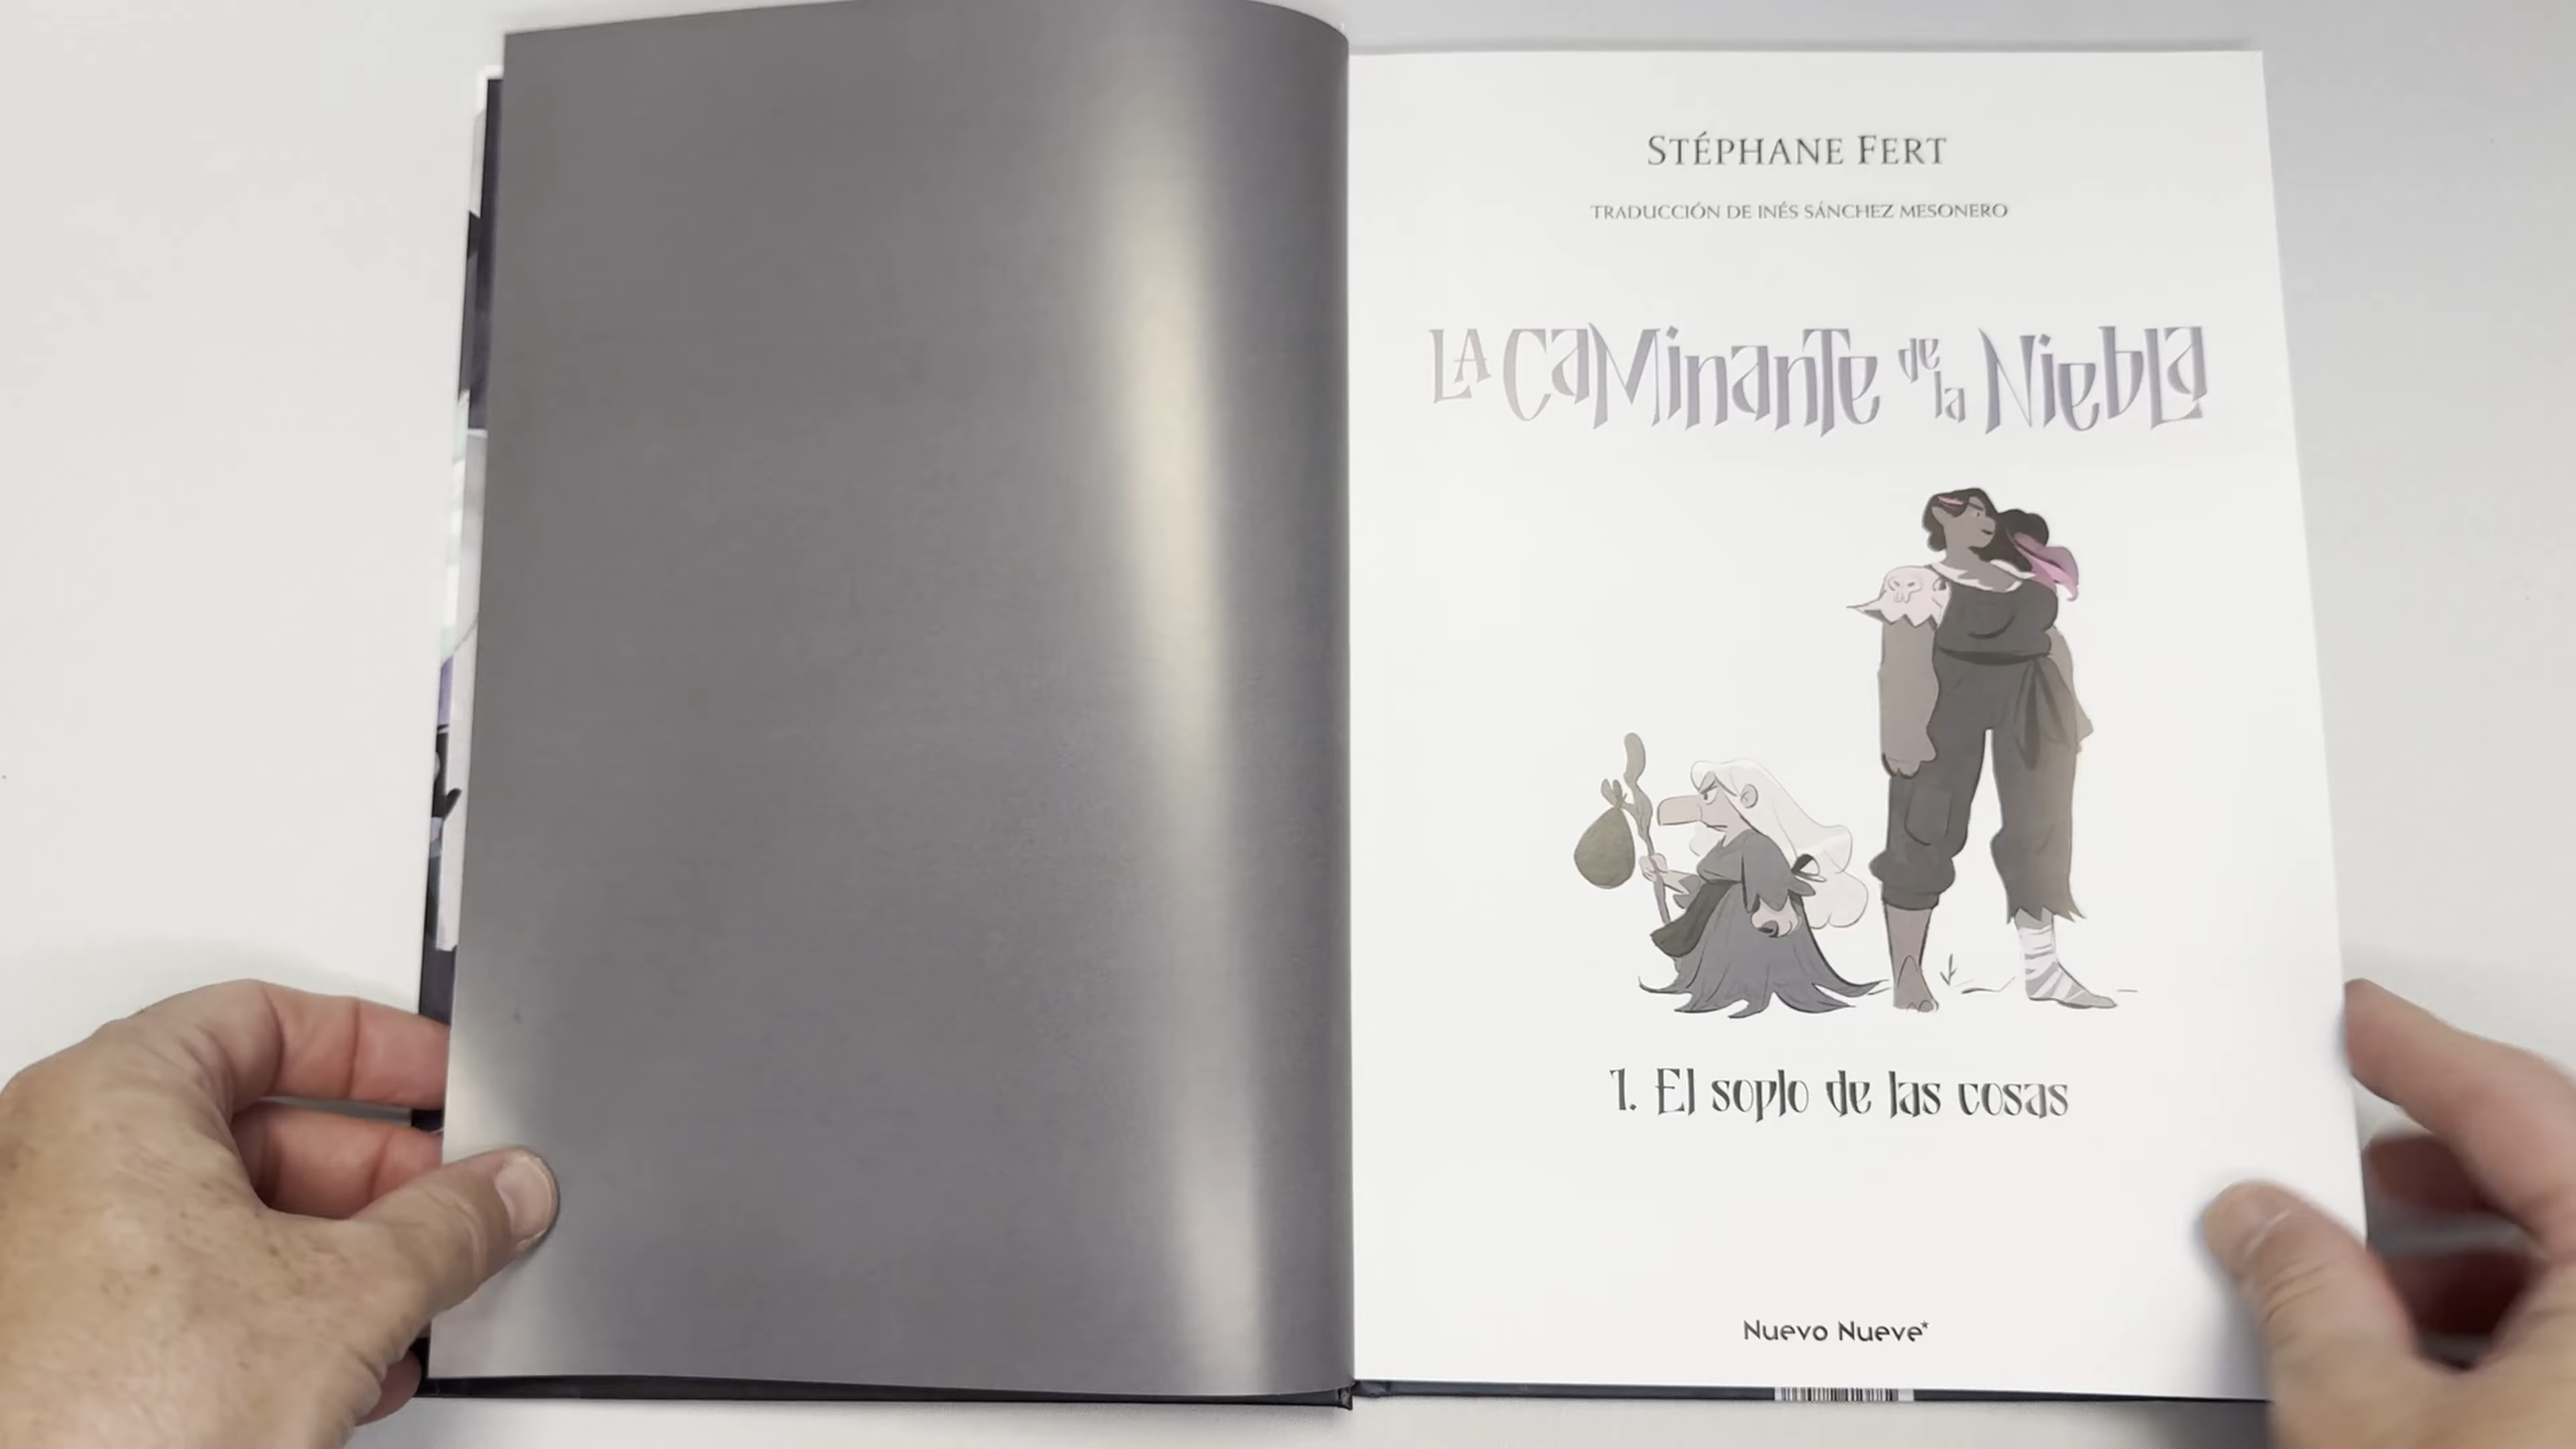 STÉPHANE FERT
TRADUCCIÓN DE INÉS SÁNCHEZ MESONERO
LA CaMinanTe de la NiebLa
1. El soplo de las cosas
Nuevo Nueve*